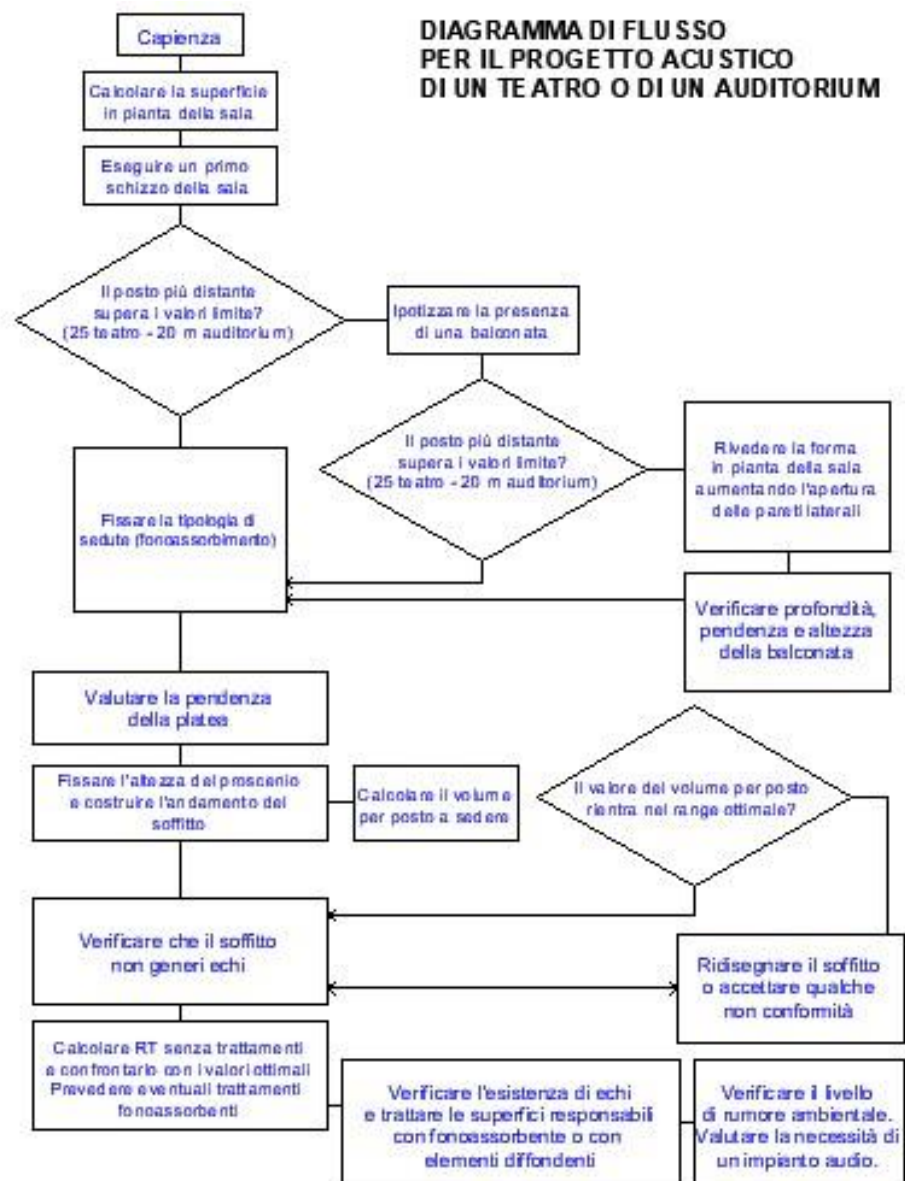 DIAGRAMMA DI FLUSSO
PER IL PROGETTO ACUSTICO
DI UN TEATRO O DI UN AUDITORIUM
Capienza
Calcolare la superficie
in pianta della sala
Eseguire un primo
schizzo della sala
Il posto più distante
supera i valori limite?
(25 teatro - 20 m auditorium)
Ipotizzare la presenza
di una balconata
Il posto più distante
supera i valori limite?
(25 teatro - 20 m auditorium)
Rivedere la forma
in pianta della sala
aumentando l'apertura
delle pareti laterali
Fissare la tipologia di
sedute (fonoassorbimento)
Verificare profondità,
pendenza e altezza
della balconata
Valutare la pendenza
della platea
Fissare l'altezza del proscenio
e costruire l'andamento del
soffitto
Calcolare il volume
per posto a sedere
Il valore del volume per posto
rientra nel range ottimale?
Verificare che il soffitto
non generi echi
Ridisegnare il soffitto
o accettare qualche
non conformità
Calcolare RT senza trattamenti
e confrontarlo con i valori ottimali
Prevedere eventuali trattamenti
fonoassorbenti
Verificare l'esistenza di echi
e trattare le superfici responsabili
con fonoassorbente o con
elementi diffondenti
Verificare il livello
di rumore ambientale.
Valutare la necessità di
un impianto audio.